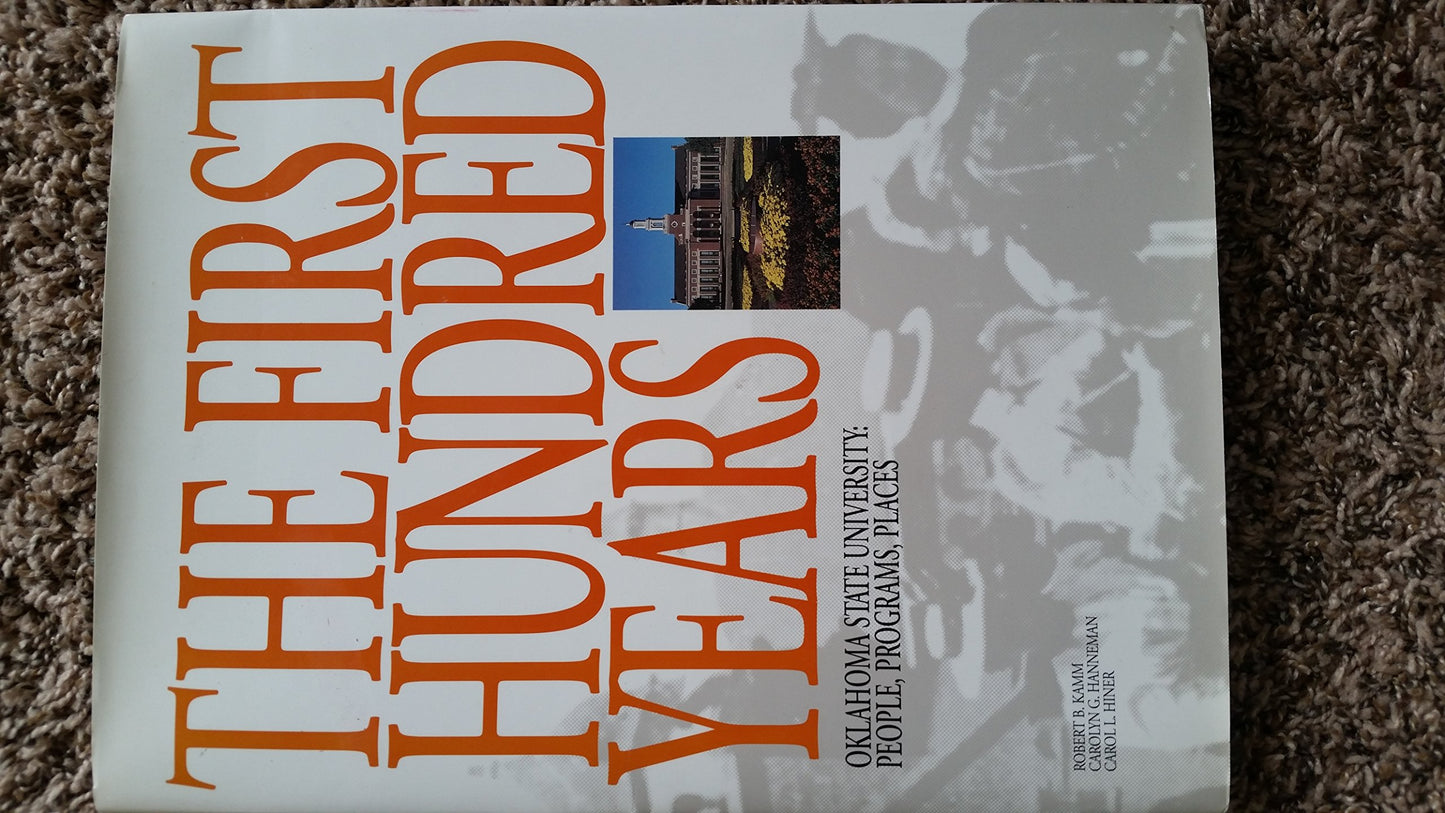 THE FIRST
HUNDRED
YEARS
OKLAHOMA STATE UNIVERSITY:
PEOPLE, PROGRAMS, PLACES
ROBERT B. KAMM
CAROLYN G. HANNEMAN
CAROL L. HINER